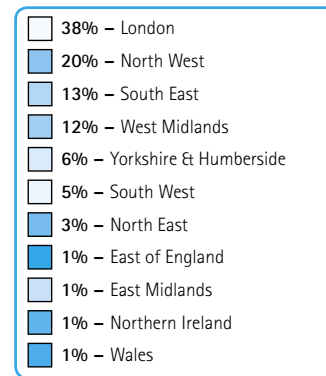 38% – London
20% – North West
13% – South East
12% – West Midlands
6% – Yorkshire & Humberside
5% – South West
3% – North East
1% – East of England
1% – East Midlands
1% – Northern Ireland
1% – Wales